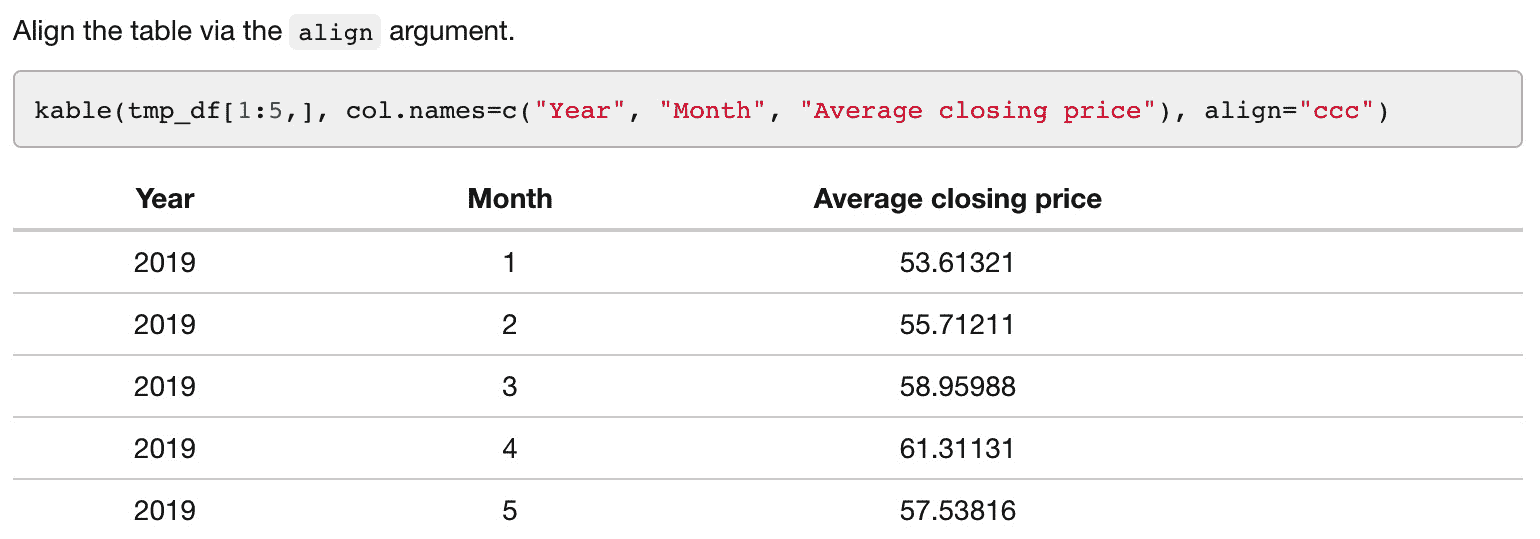 Align the table via the align argument.
kable(tmp_df[1:5,], col.names=c("Year", "Month", "Average closing price"), align="ccc")
Year Month Average closing price
2019 1 53.61321
2019 2 55.71211
2019 3 58.95988
2019 4 61.31131
2019 5 57.53816